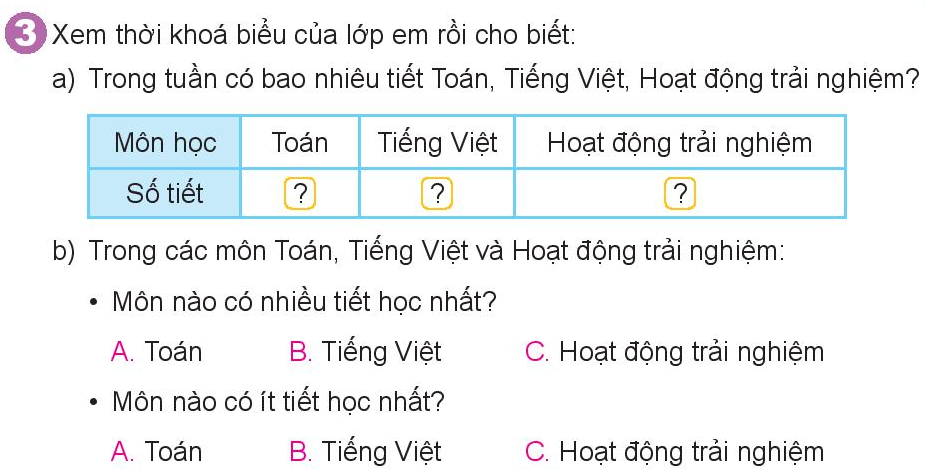 3 Xem thời khoá biểu của lớp em rồi cho biết:
a) Trong tuần có bao nhiêu tiết Toán, Tiếng Việt, Hoạt động trải nghiệm?
Môn học Toán Tiếng Việt Hoạt động trải nghiệm
Số tiết ? ? ?
b) Trong các môn Toán, Tiếng Việt và Hoạt động trải nghiệm:
• Môn nào có nhiều tiết học nhất?
A. Toán B. Tiếng Việt C. Hoạt động trải nghiệm
• Môn nào có ít tiết học nhất?
A. Toán B. Tiếng Việt C. Hoạt động trải nghiệm